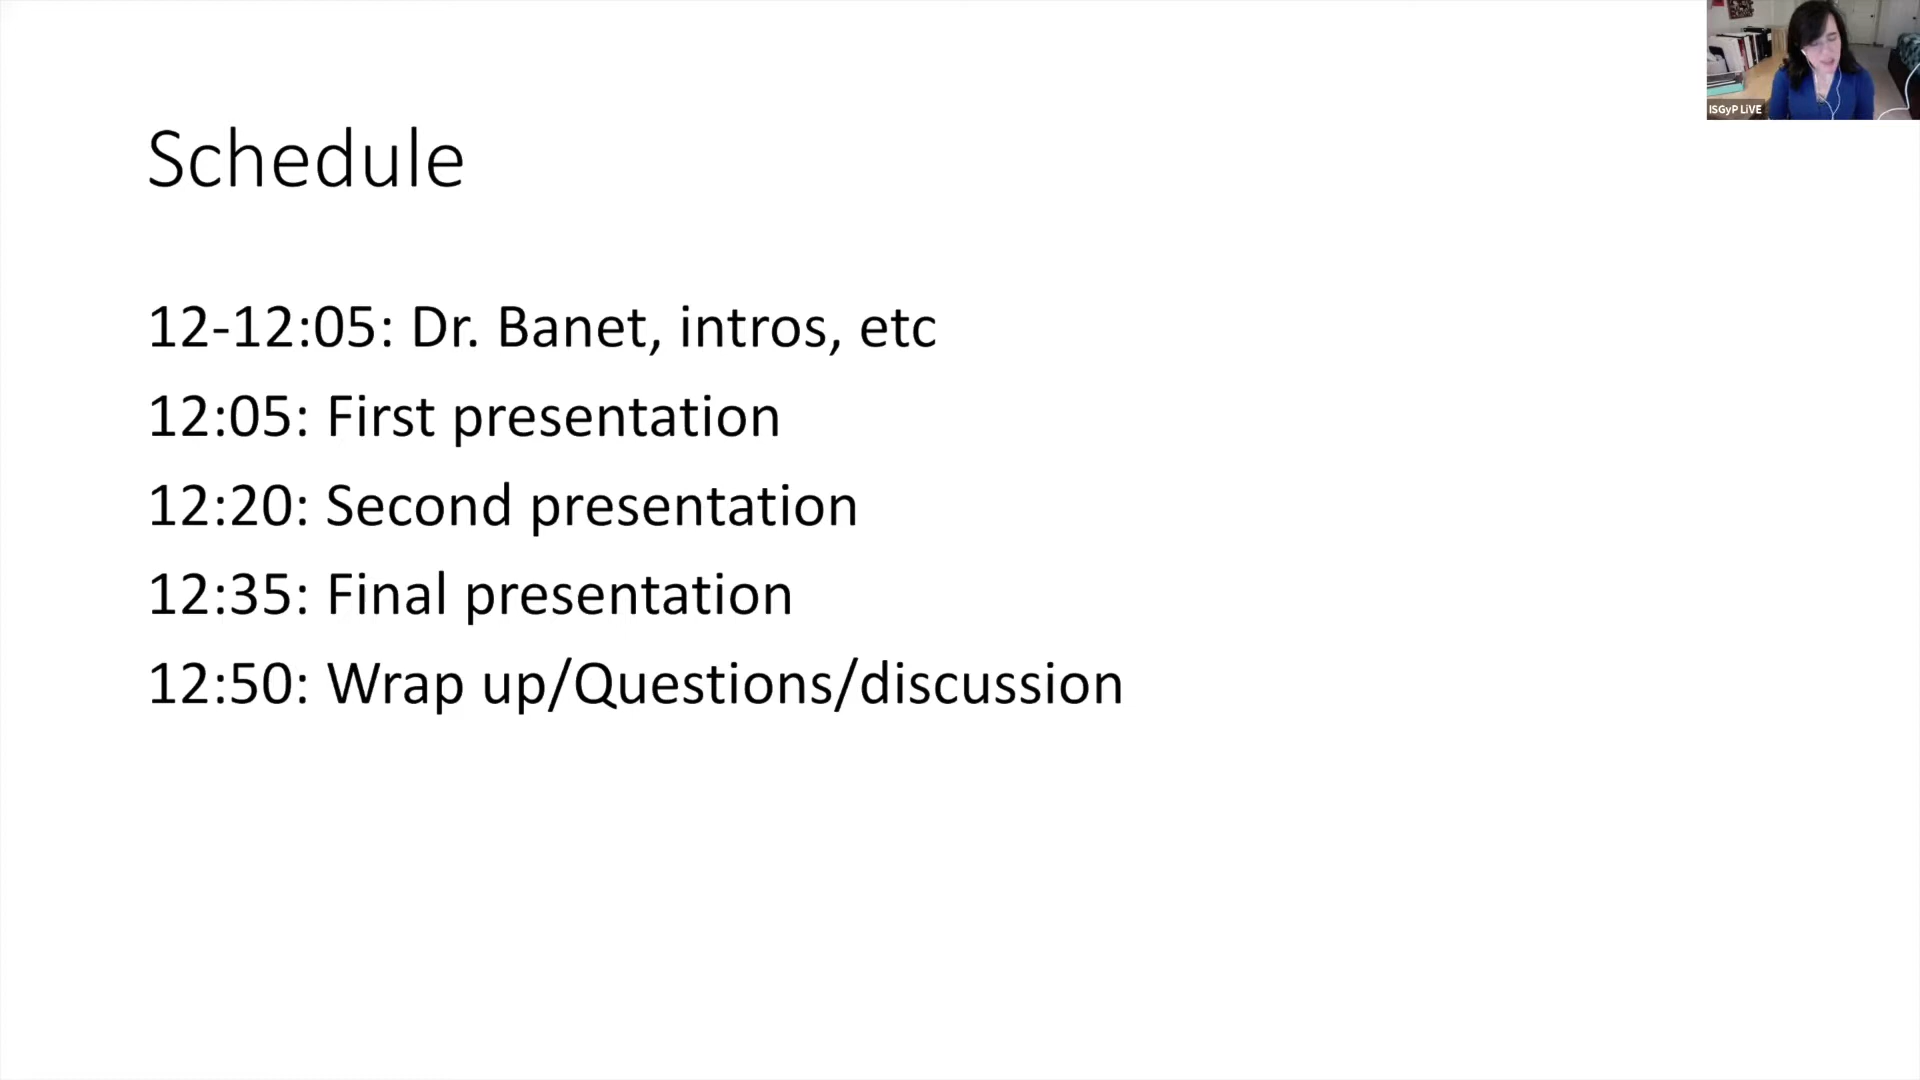 ISGyP LiVE
Schedule
12-12:05: Dr. Banet, intros, etc
12:05: First presentation
12:20: Second presentation
12:35: Final presentation
12:50: Wrap up/Questions/discussion